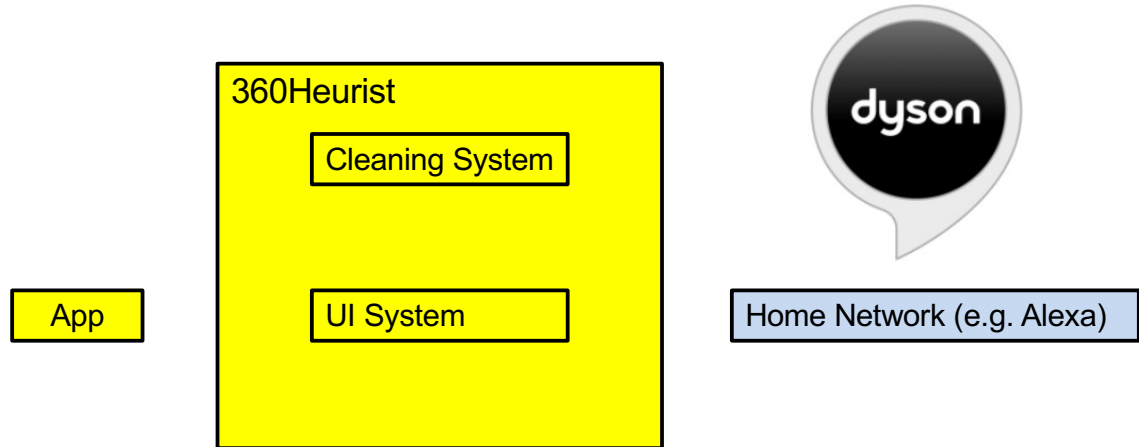 360Heurist
dyson
Cleaning System
App
UI System
Home Network (e.g. Alexa)